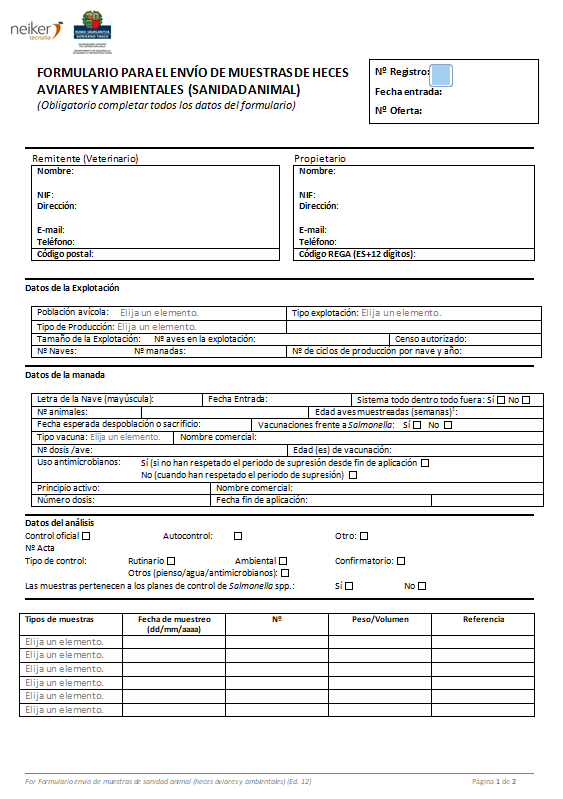 neiker
tecnalia
EUSKO JAURLARITZA
GOBIERNO VASCO
FORMULARIO PARA EL ENVÍO DE MUESTRAS DE HECES
AVIARES Y AMBIENTALES (SANIDAD ANIMAL)
(Obligatorio completar todos los datos del formulario)
Nº Registro:
Fecha entrada:
Nº Oferta:
Remitente (Veterinario)
Nombre:
NIF:
Dirección:
E-mail:
Teléfono:
Código postal:
Propietario
Nombre:
NIF:
Dirección:
E-mail:
Teléfono:
Código REGA (ES+12 dígitos):
Datos de la Explotación
Población avícola: Elija un elemento. Tipo explotación: Elija un elemento.
Tipo de Producción: Elija un elemento.
Tamaño de la Explotación: Nº aves en la explotación: Censo autorizado:
Nº Naves: Nº manadas: Nº de ciclos de producción por nave y año:
Datos de la manada
Letra de la Nave (mayúscula): Fecha Entrada: Sistema todo dentro todo fuera: Sí No
Nº animales: Edad aves muestreadas (semanas)¹:
Fecha esperada despoblación o sacrificio: Vacunaciones frente a Salmonella: Sí No
Tipo vacuna: Elija un elemento. Nombre comercial:
Nº dosis /ave: Edad (es) de vacunación:
Uso antimicrobianos: Sí (si no han respetado el periodo de supresión desde fin de aplicación
No (cuando han respetado el periodo de supresión)
Principio activo: Nombre comercial:
Número dosis: Fecha fin de aplicación:
Datos del análisis
Control oficial Autocontrol: Otro:
Nº Acta
Tipo de control: Rutinario Ambiental Confirmatorio:
Otros (pienso/agua/antimicrobianos):
Las muestras pertenecen a los planes de control de Salmonella spp.: Sí No
Tipos de muestras Fecha de muestreo (dd/mm/aaaa) Nº Peso/Volumen Referencia
Elija un elemento.
Elija un elemento.
Elija un elemento.
Elija un elemento.
Elija un elemento.
Elija un elemento.
For Formulario envío de muestras de sanidad animal (heces aviares y ambientales) (Ed. 12) Página 1 de 2